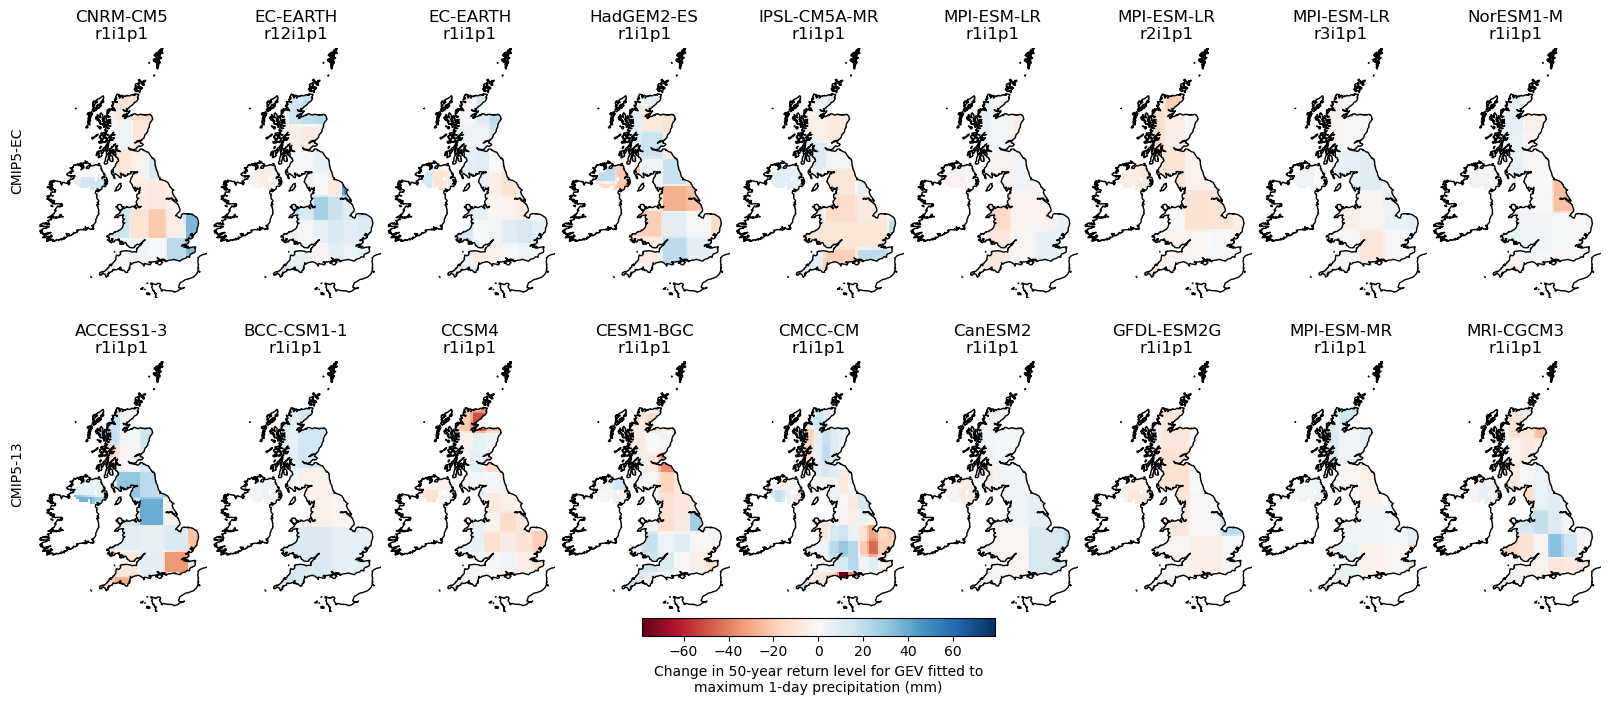 CNRM-CM5
r1i1p1
EC-EARTH
r12i1p1
EC-EARTH
r1i1p1
HadGEM2-ES
r1i1p1
IPSL-CM5A-MR
r1i1p1
MPI-ESM-LR
r1i1p1
MPI-ESM-LR
r2i1p1
MPI-ESM-LR
r3i1p1
NorESM1-M
r1i1p1
CMIP5-EC
ACCESS1-3
r1i1p1
BCC-CSM1-1
r1i1p1
CCSM4
r1i1p1
CESM1-BGC
r1i1p1
CMCC-CM
r1i1p1
CanESM2
r1i1p1
GFDL-ESM2G
r1i1p1
MPI-ESM-MR
r1i1p1
MRI-CGCM3
r1i1p1
CMIP5-13
−60 −40 −20 0 20 40 60
Change in 50-year return level for GEV fitted to
maximum 1-day precipitation (mm)